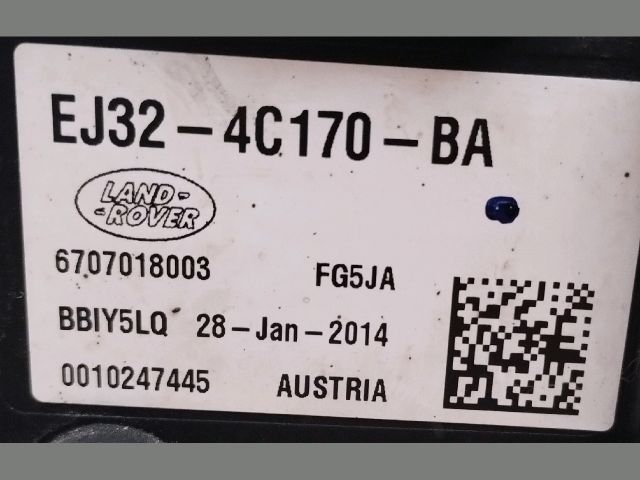 EJ32-4C170-BA
LAND-
-ROVER
6707018003 FG5JA
BBIY5LQ 28-Jan-2014
0010247445 AUSTRIA